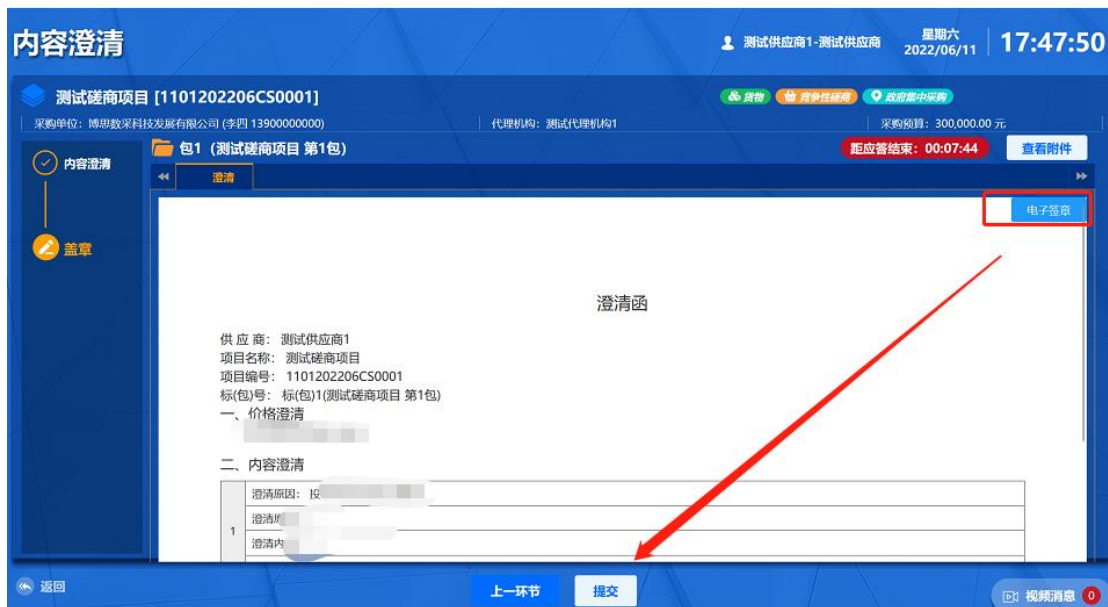 内容澄清
测试供应商1-测试供应商
星期六
2022/06/11
17:47:50
测试磋商项目 [1101202206CS0001]
货物
竞争性磋商
政府集中采购
采购单位：博思数采科技发展有限公司 (李四 13900000000)
代理机构：测试代理机构1
采购预算：300,000.00 元
内容澄清
盖章
包1（测试磋商项目 第1包）
距应答结束：00:07:44
查看附件
澄清
电子签章
澄清函
供 应 商： 测试供应商1
项目名称： 测试磋商项目
项目编号： 1101202206CS0001
标(包)号： 标(包)1(测试磋商项目 第1包)
一、价格澄清
二、内容澄清
1
澄清原因： 投
澄清
澄清内
返回
上一环节
提交
视频消息
0